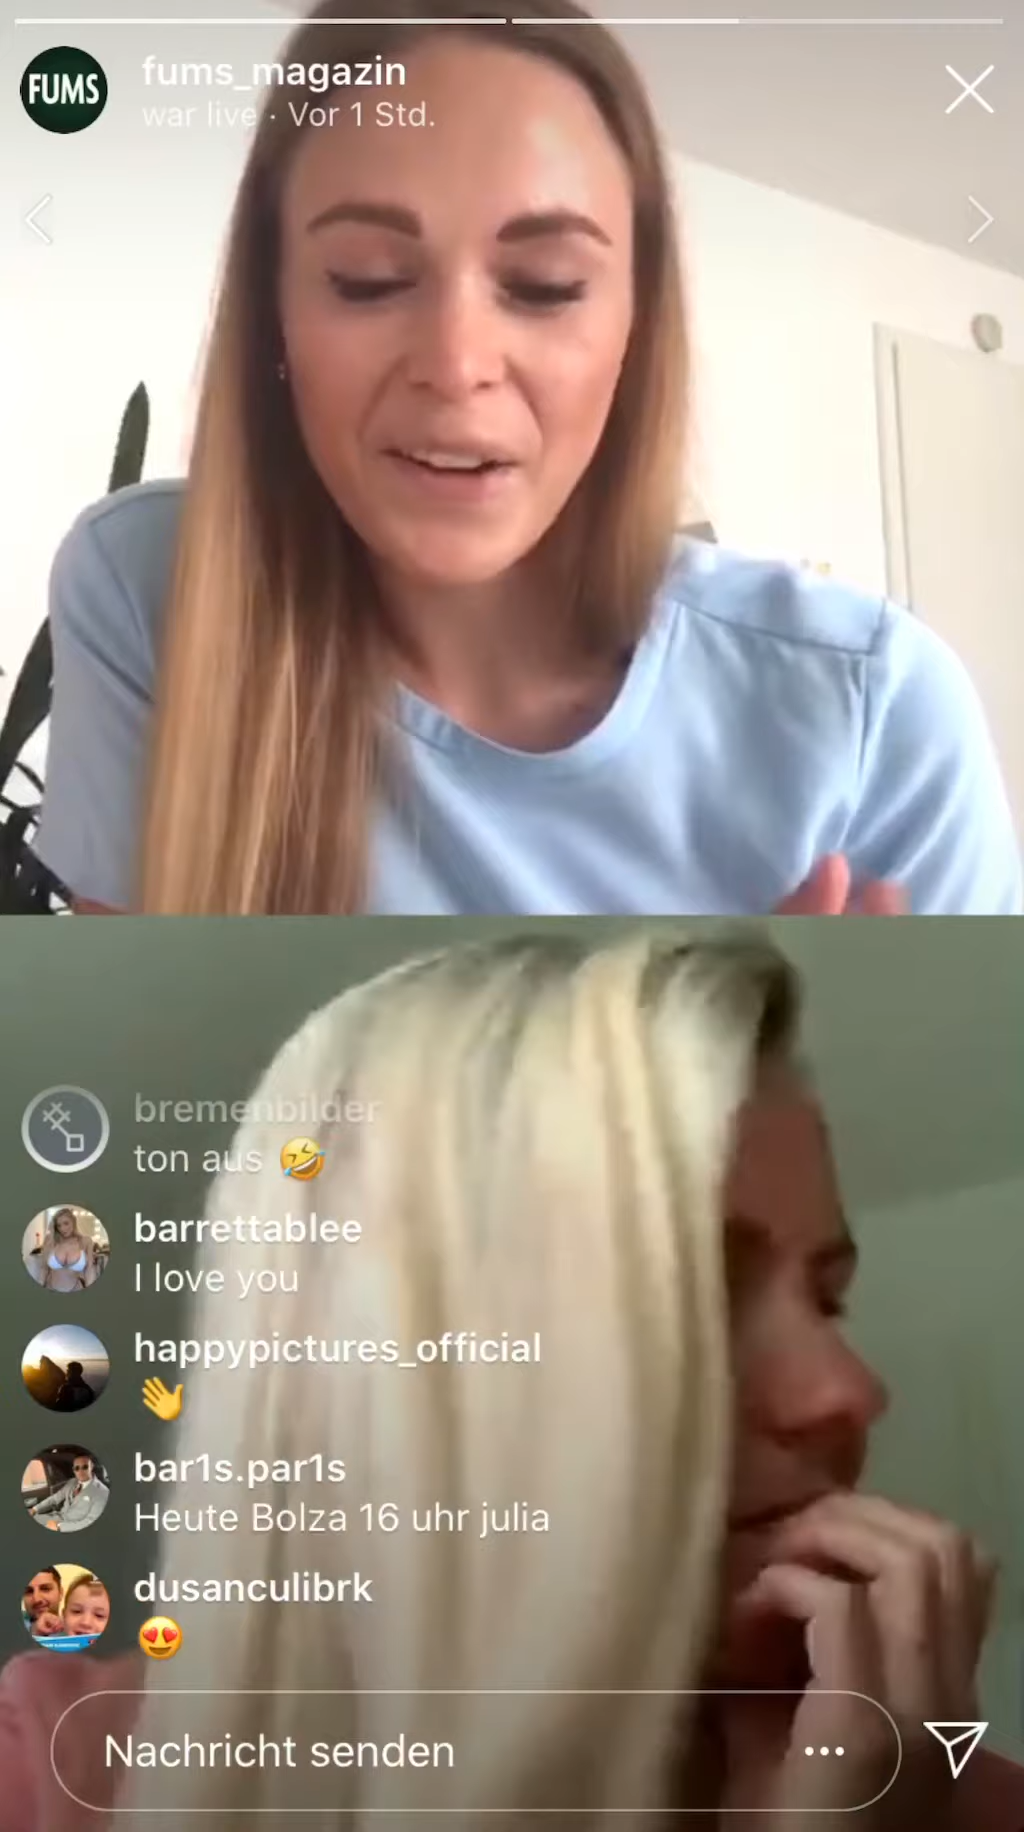 FUMS
fums_magazin
war live · Vor 1 Std.
bremenbilder
ton aus 🤣
barrettablee
I love you
happypictures_official
👋
bar1s.par1s
Heute Bolza 16 uhr julia
dusanculibrk
😍
Nachricht senden